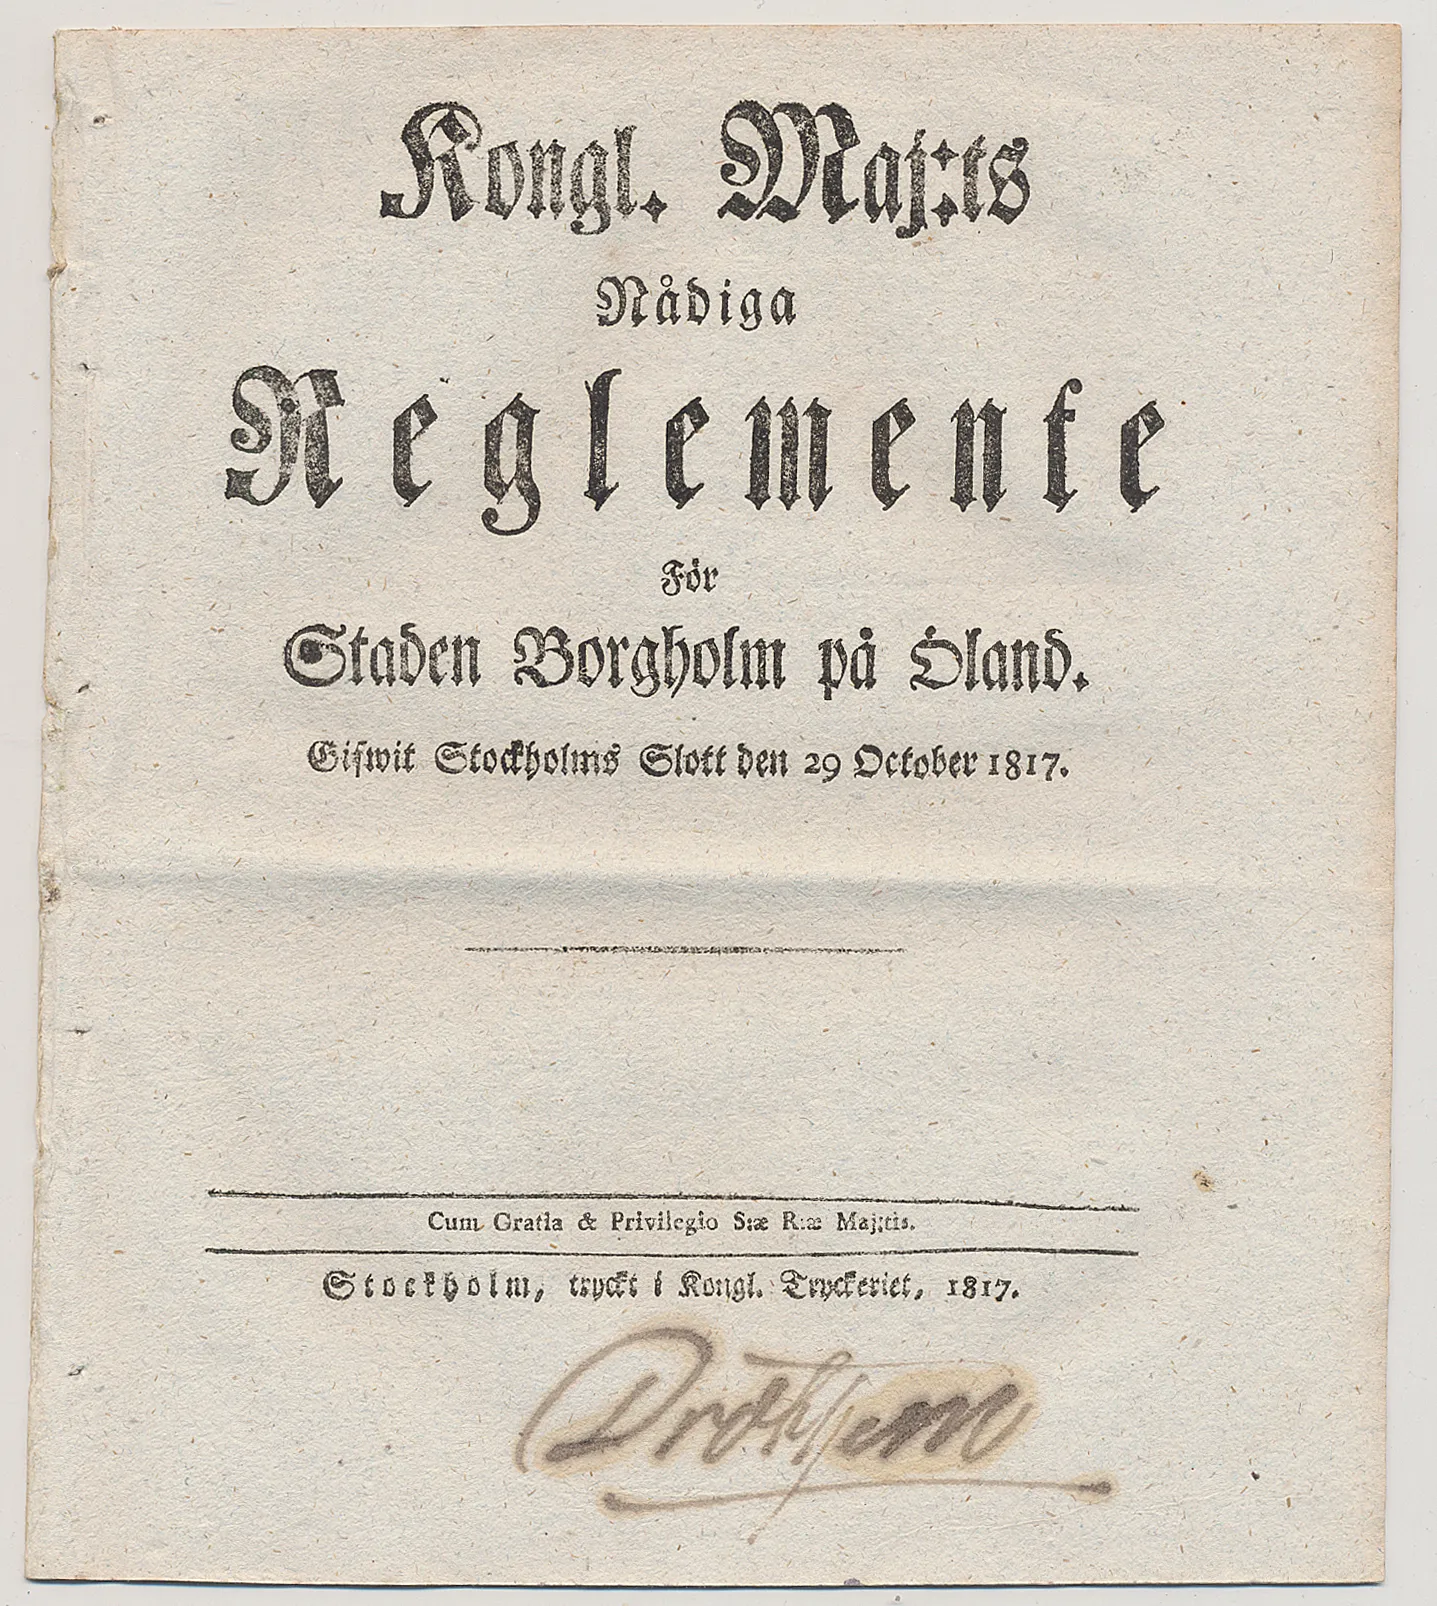 Kongl. Maj:ts
Nådiga
Reglemente
För
Staden Borgholm på Öland.
Gifwit Stockholms Slott den 29 October 1817.
Cum Gratia & Privilegio S:æ R:æ Maj:tis.
Stockholm, tryckt i Kongl. Tryckeriet, 1817.